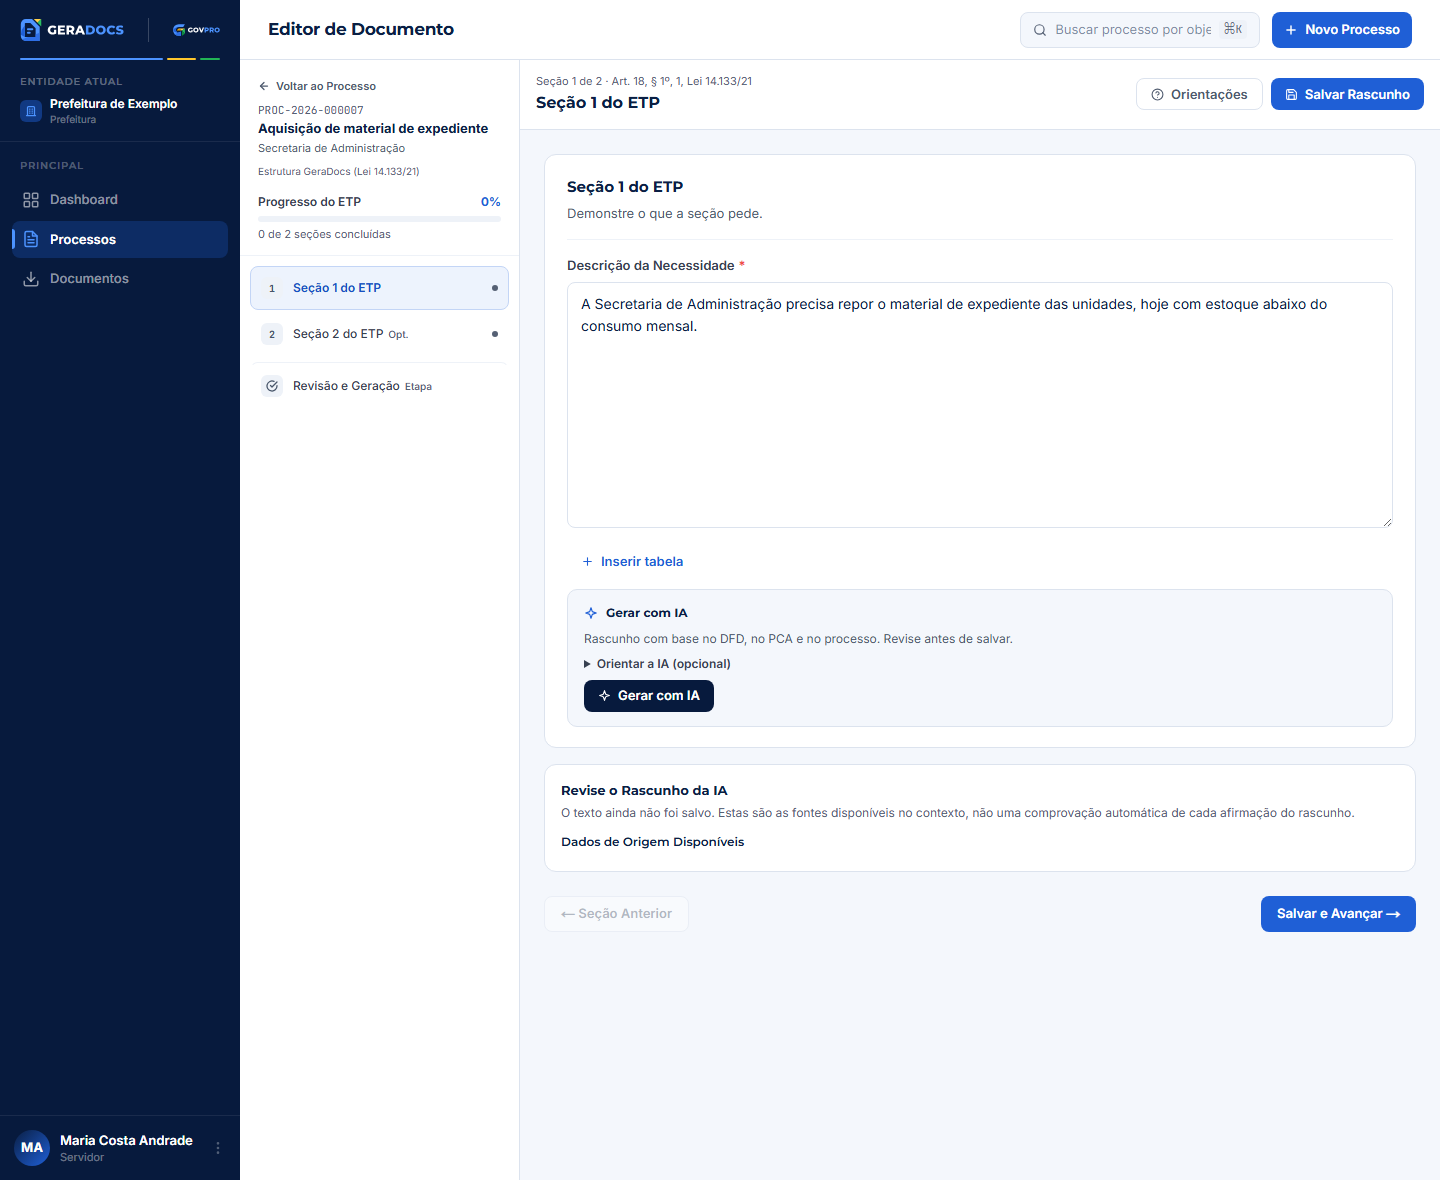 GERADOCS
GOVPRO
ENTIDADE ATUAL
Prefeitura de Exemplo
Prefeitura
PRINCIPAL
Dashboard
Processos
Documentos
MA
Maria Costa Andrade
Servidor
Editor de Documento
Buscar processo por obje
⌘K
+ Novo Processo
← Voltar ao Processo
PROC-2026-000007
Aquisição de material de expediente
Secretaria de Administração
Estrutura GeraDocs (Lei 14.133/21)
Progresso do ETP 0%
0 de 2 seções concluídas
1 Seção 1 do ETP
2 Seção 2 do ETP Opt.
Revisão e Geração Etapa
Seção 1 de 2 · Art. 18, § 1º, 1, Lei 14.133/21
Seção 1 do ETP
Orientações
Salvar Rascunho
Seção 1 do ETP
Demonstre o que a seção pede.
Descrição da Necessidade *
A Secretaria de Administração precisa repor o material de expediente das unidades, hoje com estoque abaixo do
consumo mensal.
+ Inserir tabela
Gerar com IA
Rascunho com base no DFD, no PCA e no processo. Revise antes de salvar.
▶ Orientar a IA (opcional)
Gerar com IA
Revise o Rascunho da IA
O texto ainda não foi salvo. Estas são as fontes disponíveis no contexto, não uma comprovação automática de cada afirmação do rascunho.
Dados de Origem Disponíveis
← Seção Anterior
Salvar e Avançar →